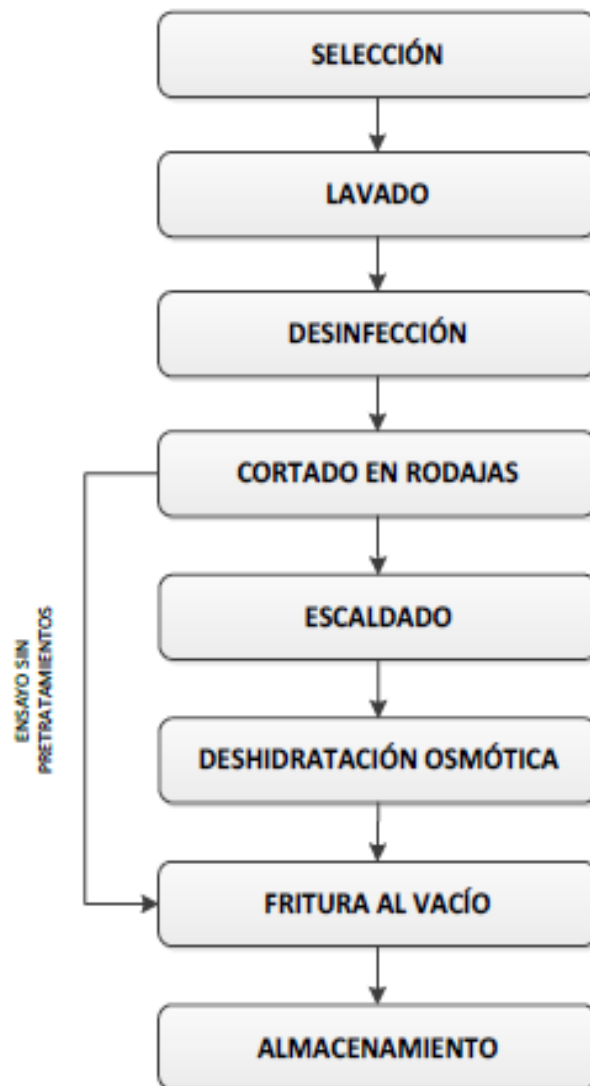 SELECCIÓN
LAVADO
DESINFECCIÓN
CORTADO EN RODAJAS
ENSAYO SIN
PRETRATAMIENTOS
ESCALDADO
DESHIDRATACIÓN OSMÓTICA
FRITURA AL VACÍO
ALMACENAMIENTO